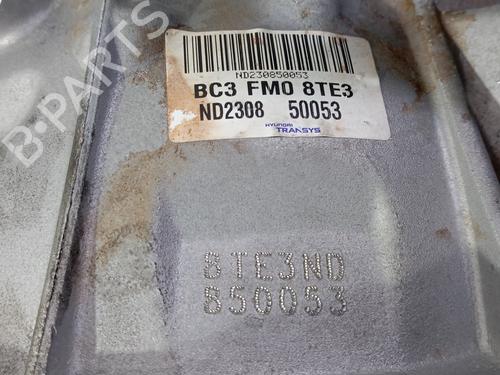 ND230850053
BC3 FM0 8TE3
ND2308 50053
HYUNDAI
TRANSYS
8TE3ND
850053
B-PARTS